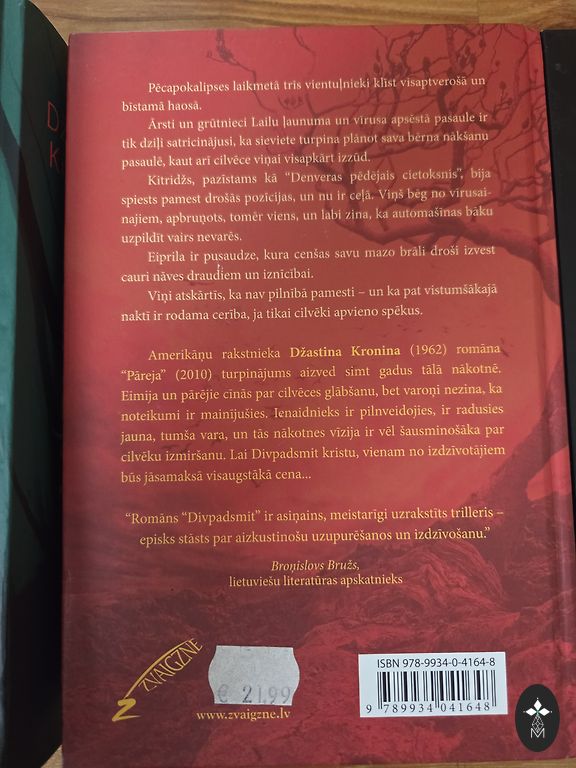 Pēcapokalipses laikmetā trīs vientuļnieki klīst visaptverošā un
bīstamā haosā.
Ārsti un grūtnieci Lailu ļaunuma un vīrusa apsēstā pasaule ir
tik dziļi satricinājusi, ka sieviete turpina plānot sava bērna nākšanu
pasaulē, kaut arī cilvēce viņai visapkārt izzūd.
Kitridžs, pazīstams kā “Denveras pēdējais cietoksnis”, bija
spiests pamest drošās pozīcijas, un nu ir ceļā. Viņš bēg no vīrusai-
najiem, apbruņots, tomēr viens, un labi zina, ka automašīnas bāku
uzpildīt vairs nevarēs.
Eiprila ir pusaudze, kura cenšas savu mazo brāli droši izvest
cauri nāves draudiem un iznīcībai.
Viņi atskārtīs, ka nav pilnībā pamesti – un ka pat vistumšākajā
naktī ir rodama cerība, ja tikai cilvēki apvieno spēkus.
Amerikāņu rakstnieka Džastina Kronina (1962) romāna
“Pāreja” (2010) turpinājums aizved simt gadus tālā nākotnē.
Eimija un pārējie cīnās par cilvēces glābšanu, bet varoņi nezina, ka
noteikumi ir mainījušies. Ienaidnieks ir pilnveidojies, ir radusies
jauna, tumša vara, un tās nākotnes vīzija ir vēl šausminošāka par
cilvēku izmiršanu. Lai Divpadsmit kristu, vienam no izdzīvotājiem
būs jāsamaksā visaugstākā cena...
“Romāns “Divpadsmit” ir asiņains, meistarīgi uzrakstīts trilleris –
episks stāsts par aizkustinošu uzupurēšanos un izdzīvošanu.”
Broņislovs Bružs,
lietuviešu literatūras apskatnieks
ZVAIGZNE
€ 21.99
www.zvaigzne.lv
ISBN 978-9934-0-4164-8
9 789934 041648